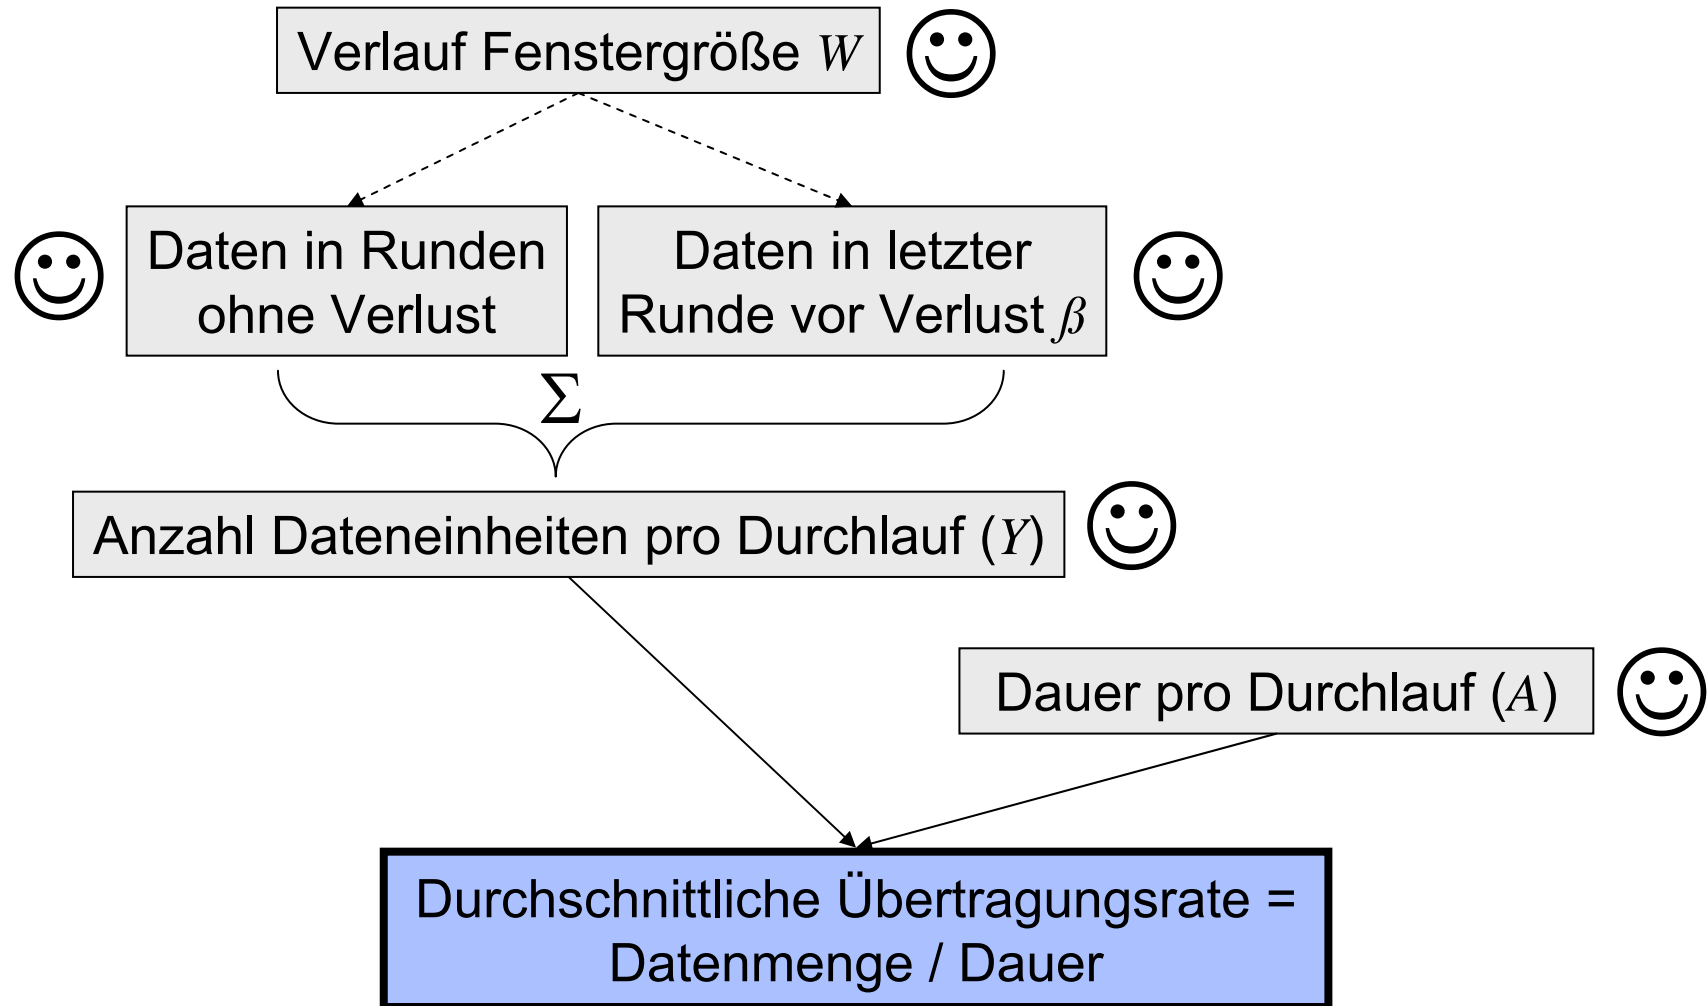 Verlauf Fenstergröße W
Daten in Runden
ohne Verlust
Daten in letzter
Runde vor Verlust β
Σ
Anzahl Dateneinheiten pro Durchlauf (Y)
Dauer pro Durchlauf (A)
Durchschnittliche Übertragungsrate =
Datenmenge / Dauer